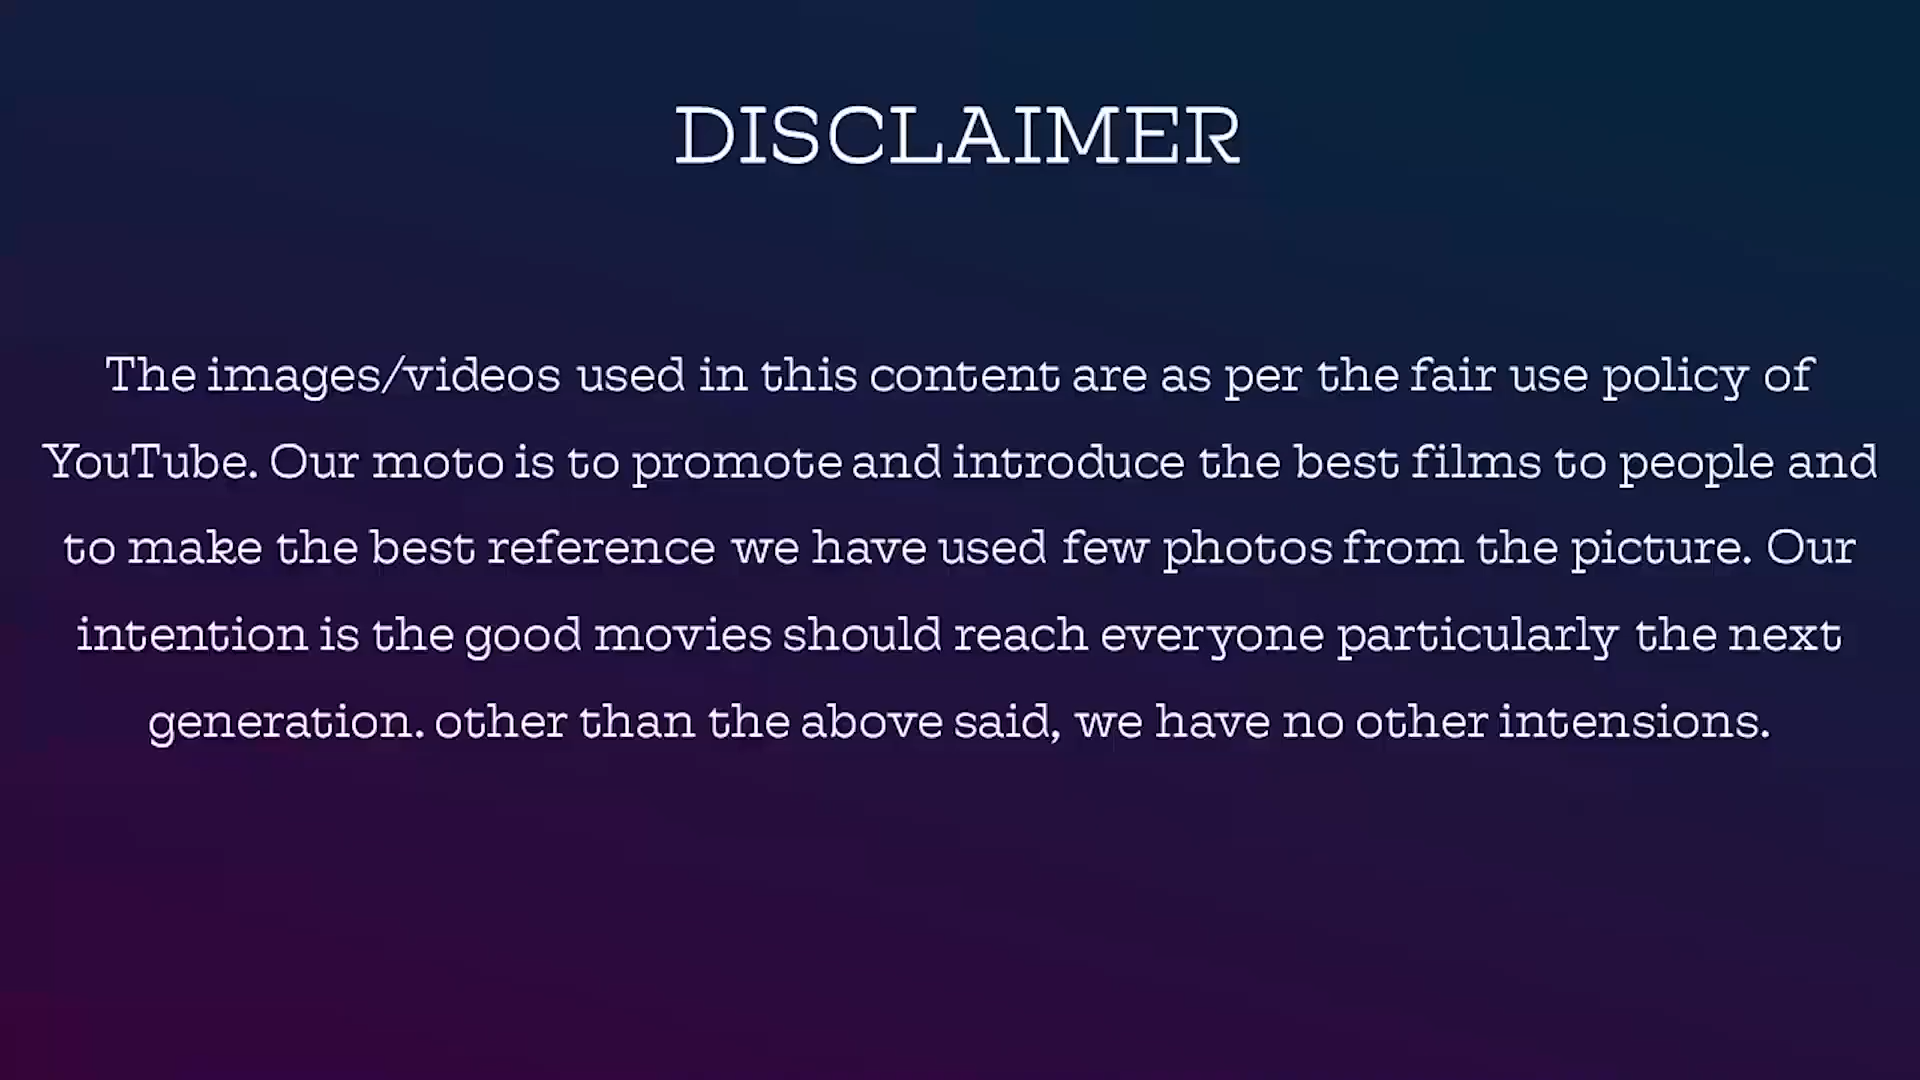 DISCLAIMER
The images/videos used in this content are as per the fair use policy of
YouTube. Our moto is to promote and introduce the best films to people and
to make the best reference we have used few photos from the picture. Our
intention is the good movies should reach everyone particularly the next
generation. other than the above said, we have no other intensions.